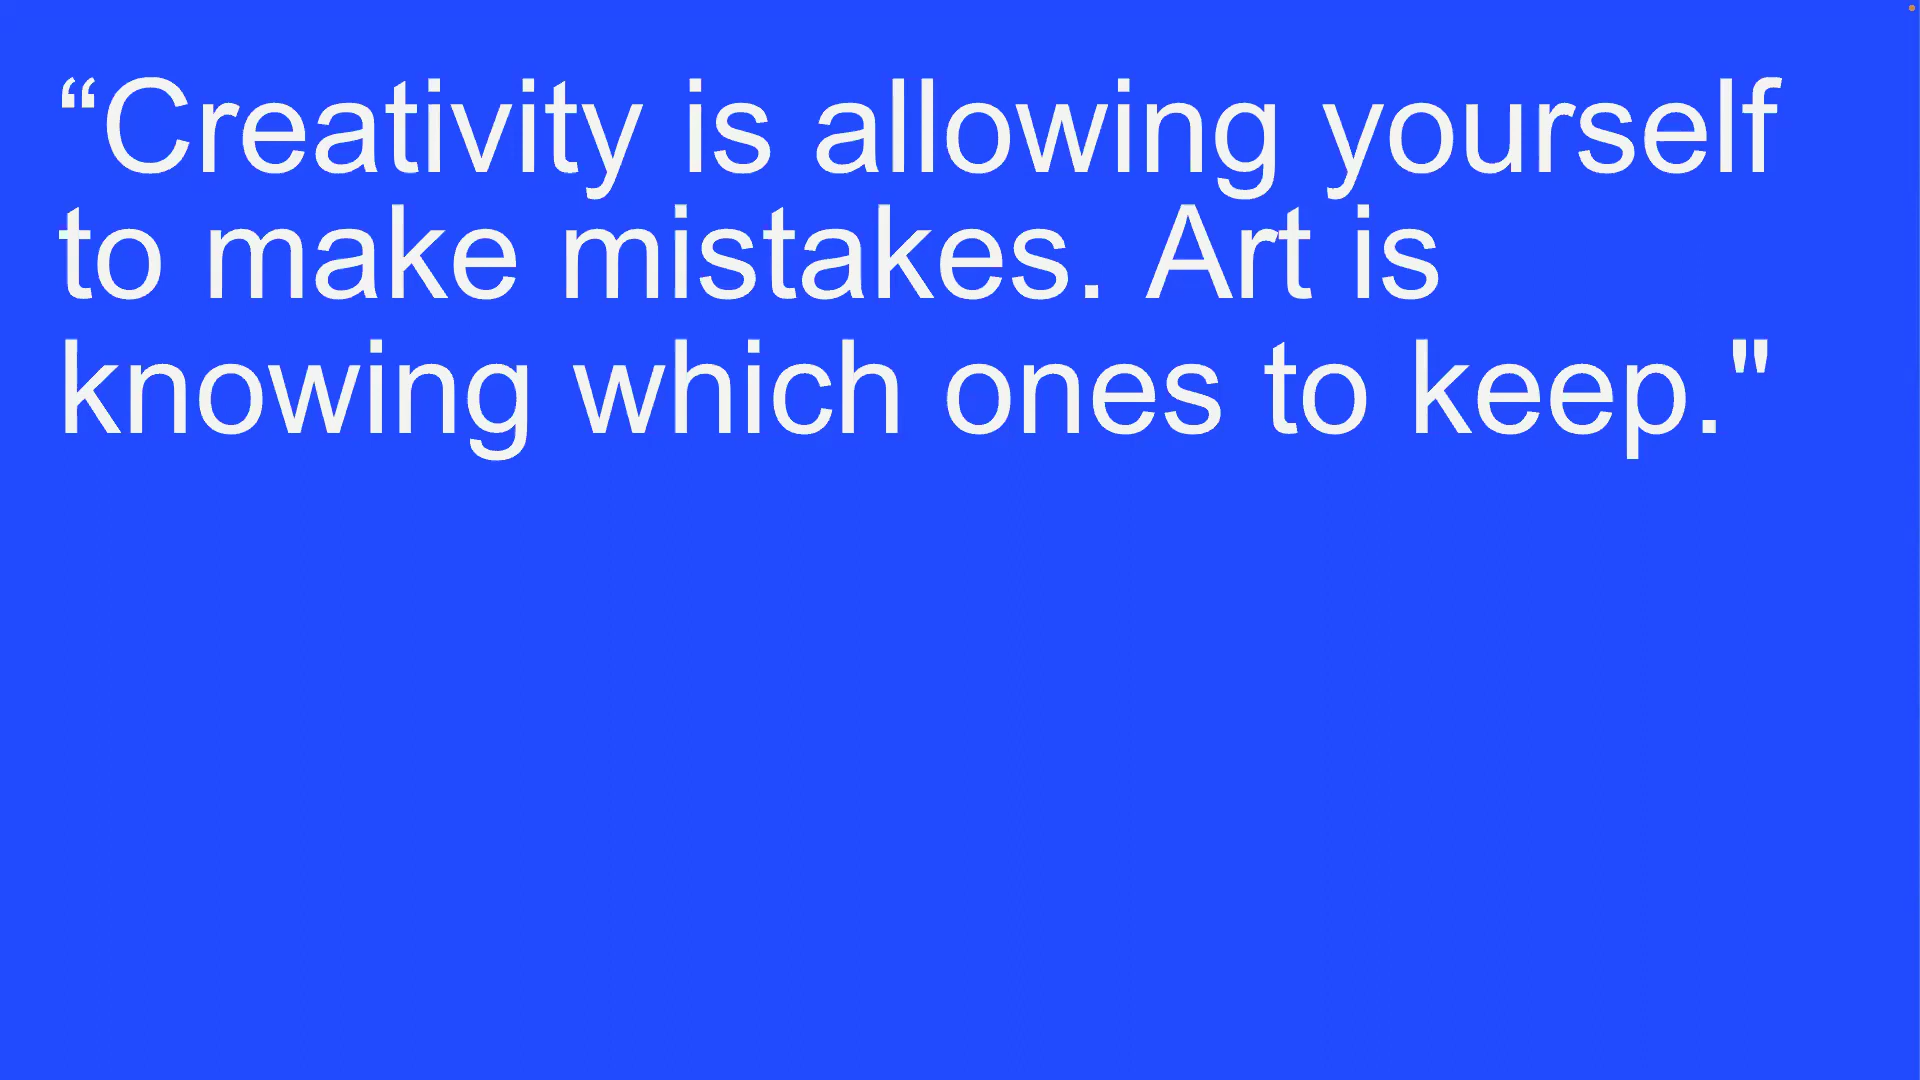 “Creativity is allowing yourself
to make mistakes. Art is
knowing which ones to keep."